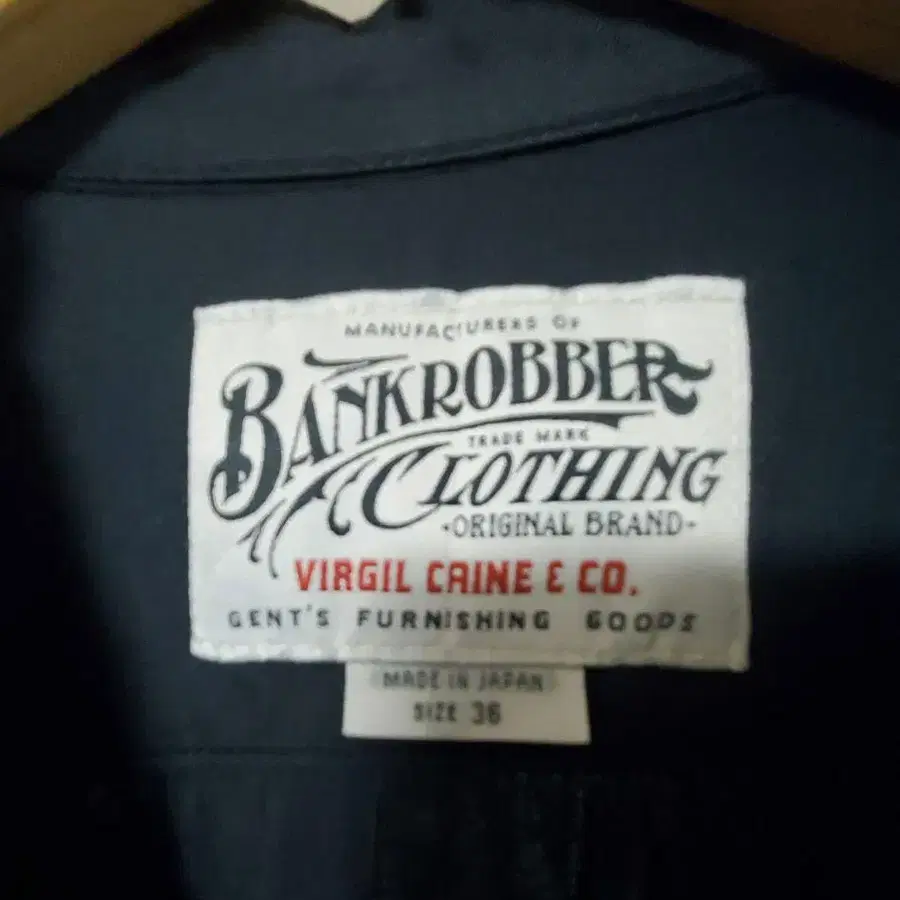 MANUFACTURERS OF
BANKROBBER
TRADE MARK
CLOTHING
-ORIGINAL BRAND-
VIRGIL CAINE & CO.
GENT'S FURNISHING GOODS
MADE IN JAPAN
SIZE 36